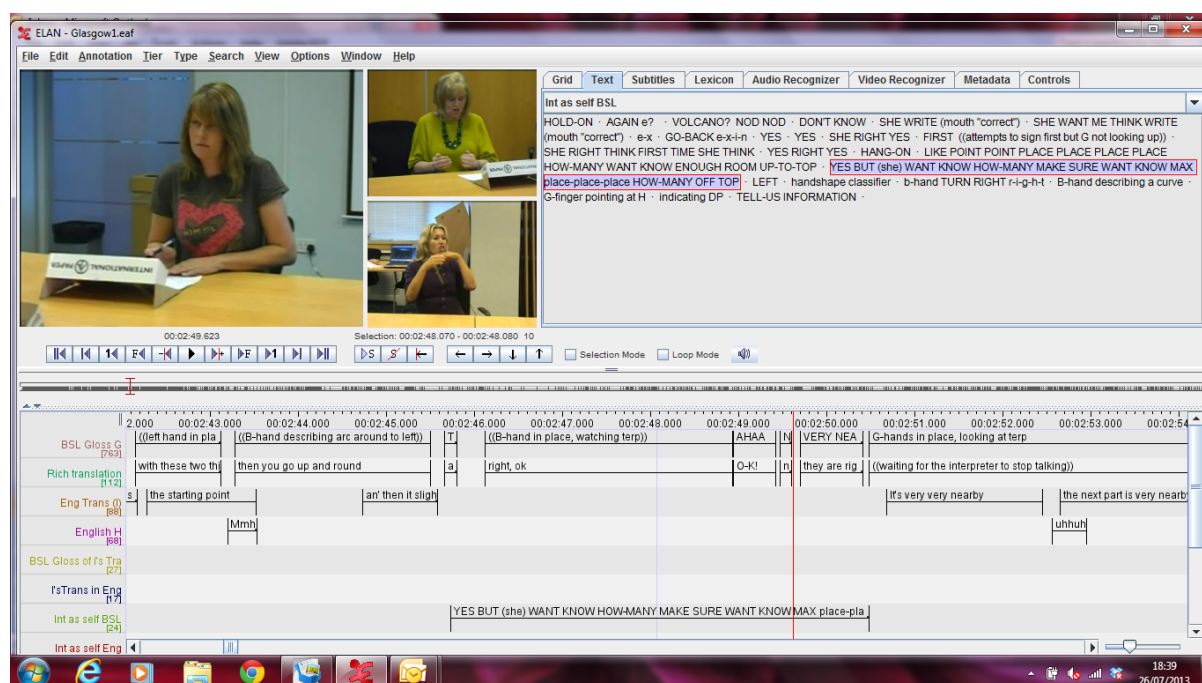 ELAN - Glasgow1.eaf
File Edit Annotation Tier Type Search View Options Window Help
Grid Text Subtitles Lexicon Audio Recognizer Video Recognizer Metadata Controls
Int as self BSL
HOLD-ON · AGAIN e? · VOLCANO? NOD NOD · DON'T KNOW · SHE WRITE (mouth "correct") · SHE WANT ME THINK WRITE
(mouth "correct") · e-x · GO-BACK e-x-i-n · YES · YES · SHE RIGHT YES · FIRST ((attempts to sign first but G not looking up)) ·
SHE RIGHT THINK FIRST TIME SHE THINK · YES RIGHT YES · HANG-ON · LIKE POINT POINT PLACE PLACE PLACE PLACE
HOW-MANY WANT KNOW ENOUGH ROOM UP-TO-TOP · YES BUT (she) WANT KNOW HOW-MANY MAKE SURE WANT KNOW MAX
place-place-place HOW-MANY OFF TOP · LEFT · handshape classifier · b-hand TURN RIGHT r-i-g-h-t · B-hand describing a curve ·
G-finger pointing at H · indicating DP · TELL-US INFORMATION ·
INTERNATIONAL PAPER
00:02:49.623 Selection: 00:02:48.070 - 00:02:48.080 10
Selection Mode Loop Mode
2.000 00:02:43.000 00:02:44.000 00:02:45.000 00:02:46.000 00:02:47.000 00:02:48.000 00:02:49.000 00:02:50.000 00:02:51.000 00:02:52.000 00:02:53.000 00:02:54
BSL Gloss G [763] ((left hand in pla ((B-hand describing arc around to left)) T ((B-hand in place, watching terp)) AHAA N VERY NEA G-hands in place, looking at terp
Rich translation [112] with these two thi then you go up and round a right, ok O-K! n they are rig ((waiting for the interpreter to stop talking))
Eng Trans (I) [88] s the starting point an' then it sligh It's very very nearby the next part is very nearb
English H [68] Mmh uhhuh
BSL Gloss of I's Tra [27]
I'sTrans in Eng [17]
Int as self BSL [24] YES BUT (she) WANT KNOW HOW-MANY MAKE SURE WANT KNOW MAX place-pla
Int as self Eng
18:39
26/07/2013